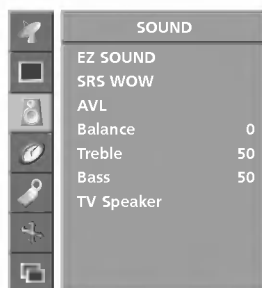 SOUND
EZ SOUND
SRS WOW
AVL
Balance 0
Treble 50
Bass 50
TV Speaker